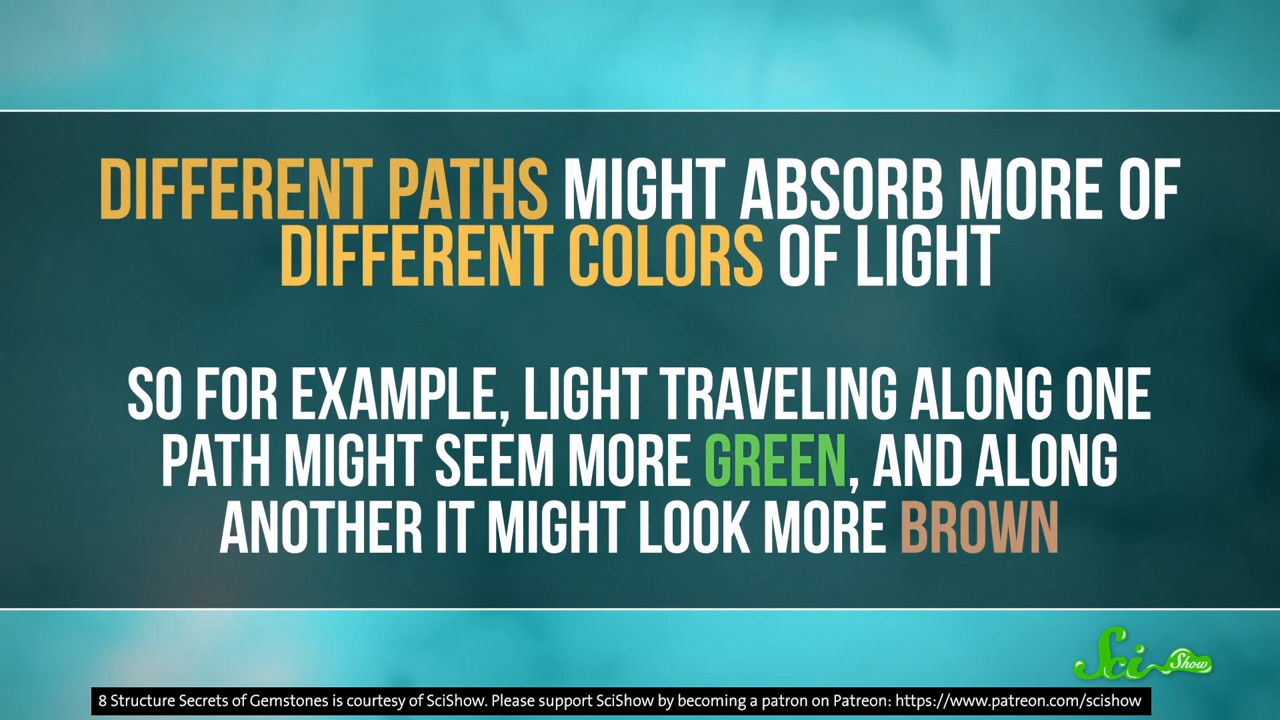 DIFFERENT PATHS MIGHT ABSORB MORE OF
DIFFERENT COLORS OF LIGHT
SO FOR EXAMPLE, LIGHT TRAVELING ALONG ONE
PATH MIGHT SEEM MORE GREEN, AND ALONG
ANOTHER IT MIGHT LOOK MORE BROWN
Sci Show
8 Structure Secrets of Gemstones is courtesy of SciShow. Please support SciShow by becoming a patron on Patreon: https://www.patreon.com/scishow